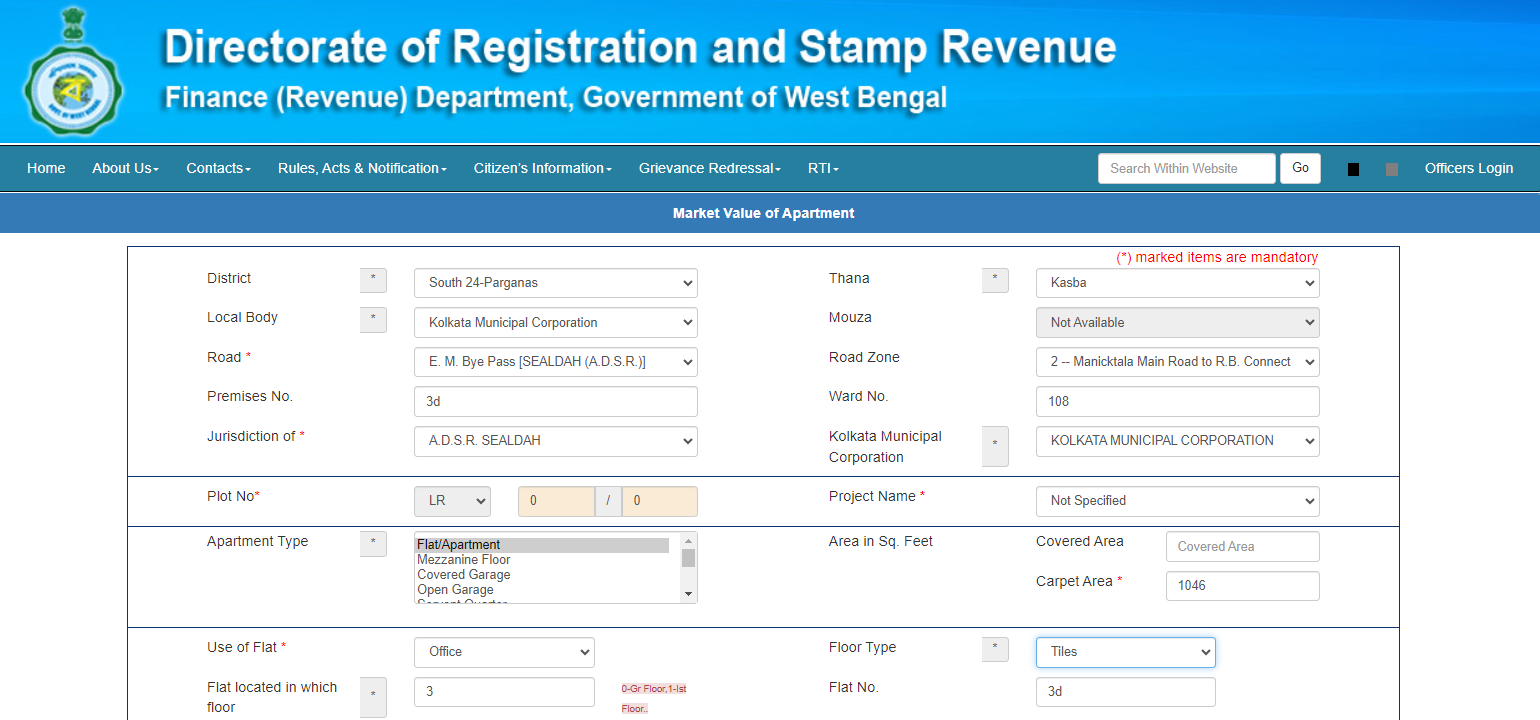 Directorate of Registration and Stamp Revenue
Finance (Revenue) Department, Government of West Bengal
Home About Us Contacts Rules, Acts & Notification Citizen's Information Grievance Redressal RTI Search Within Website Go Officers Login
Market Value of Apartment
(*) marked items are mandatory
District * South 24-Parganas Thana * Kasba
Local Body * Kolkata Municipal Corporation Mouza Not Available
Road * E. M. Bye Pass [SEALDAH (A.D.S.R.)] Road Zone 2 -- Manicktala Main Road to R.B. Connect
Premises No. 3d Ward No. 108
Jurisdiction of * A.D.S.R. SEALDAH Kolkata Municipal Corporation * KOLKATA MUNICIPAL CORPORATION
Plot No* LR 0 / 0 Project Name * Not Specified
Apartment Type * Flat/Apartment Area in Sq. Feet Covered Area Covered Area
Mezzanine Floor
Covered Garage
Open Garage
Servant Quarter
Carpet Area * 1046
Use of Flat * Office Floor Type * Tiles
Flat located in which floor * 3 0-Gr Floor,1-Ist Floor.. Flat No. 3d